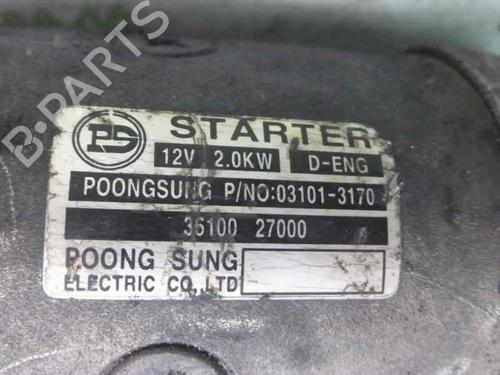 B-PARTS
PS STARTER
12V 2.0KW D-ENG
POONGSUNG P/NO:03101-3170
36100 27000
POONG SUNG
ELECTRIC CO,.LTD